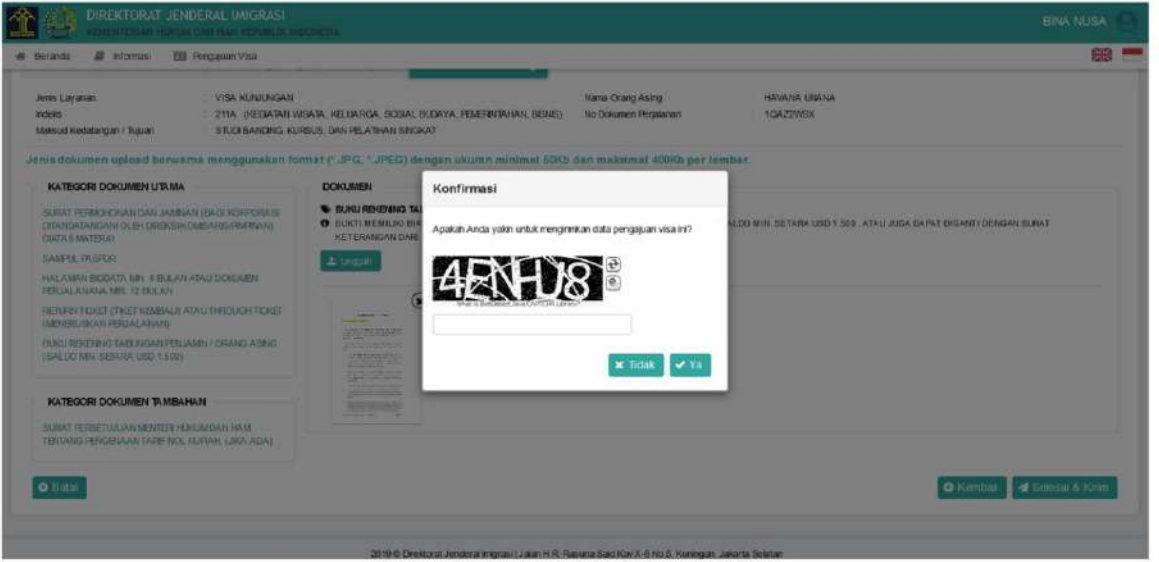 DIREKTORAT JENDERAL IMIGRASI
KEMENTERIAN HUKUM DAN HAM REPUBLIK INDONESIA
BINA NUSA
Beranda Informasi Pengajuan Visa
Jenis Layanan : VISA KUNJUNGAN
Indeks : 211A (KEGIATAN WISATA, KELUARGA, SOSIAL BUDAYA, PEMERINTAHAN, BISNIS)
Maksud Kedatangan / Tujuan : STUDI BANDING, KURSUS, DAN PELATIHAN SINGKAT
Nama Orang Asing : HAVANA UNANA
No Dokumen Perjalanan : 1QAZ2WSX
Jenis dokumen upload berwarna menggunakan format (*.JPG, *.JPEG) dengan ukuran minimal 50Kb dan maksimal 400Kb per lembar.
KATEGORI DOKUMEN UTAMA
SURAT PERMOHONAN DAN JAMINAN (BAGI KORPORASI
DITANDATANGANI OLEH DIREKSI/KOMISARIS/PIMPINAN)
DIATAS MATERAI
SAMPUL PASPOR
HALAMAN BIODATA MIN. 6 BULAN ATAU DOKUMEN
PERJALANANA MIN. 12 BULAN
RETURN TICKET (TIKET KEMBALI) ATAU THROUGH TICKET
(MENERUSKAN PERJALANAN)
BUKU REKENING TABUNGAN PENJAMIN / ORANG ASING
(SALDO MIN. SETARA USD 1.500)
KATEGORI DOKUMEN TAMBAHAN
SURAT PERSETUJUAN MENTERI HUKUM DAN HAM
TENTANG PENGENAAN TARIF NOL RUPIAH, (JIKA ADA)
DOKUMEN
BUKU REKENING TA
BUKTI MEMILIKI BIA
ALDO MIN. SETARA USD 1.500 , ATAU JUGA DAPAT DIGANTI DENGAN SURAT
KETERANGAN DARI
Unggah
Konfirmasi
Apakah Anda yakin untuk mengirimkan data pengajuan visa ini?
Tidak Ya
Batal
Kembali Selesai & Kirim
2019 © Direktorat Jenderal Imigrasi | Jalan H.R. Rasuna Said Kav X-6 No.8, Kuningan, Jakarta Selatan